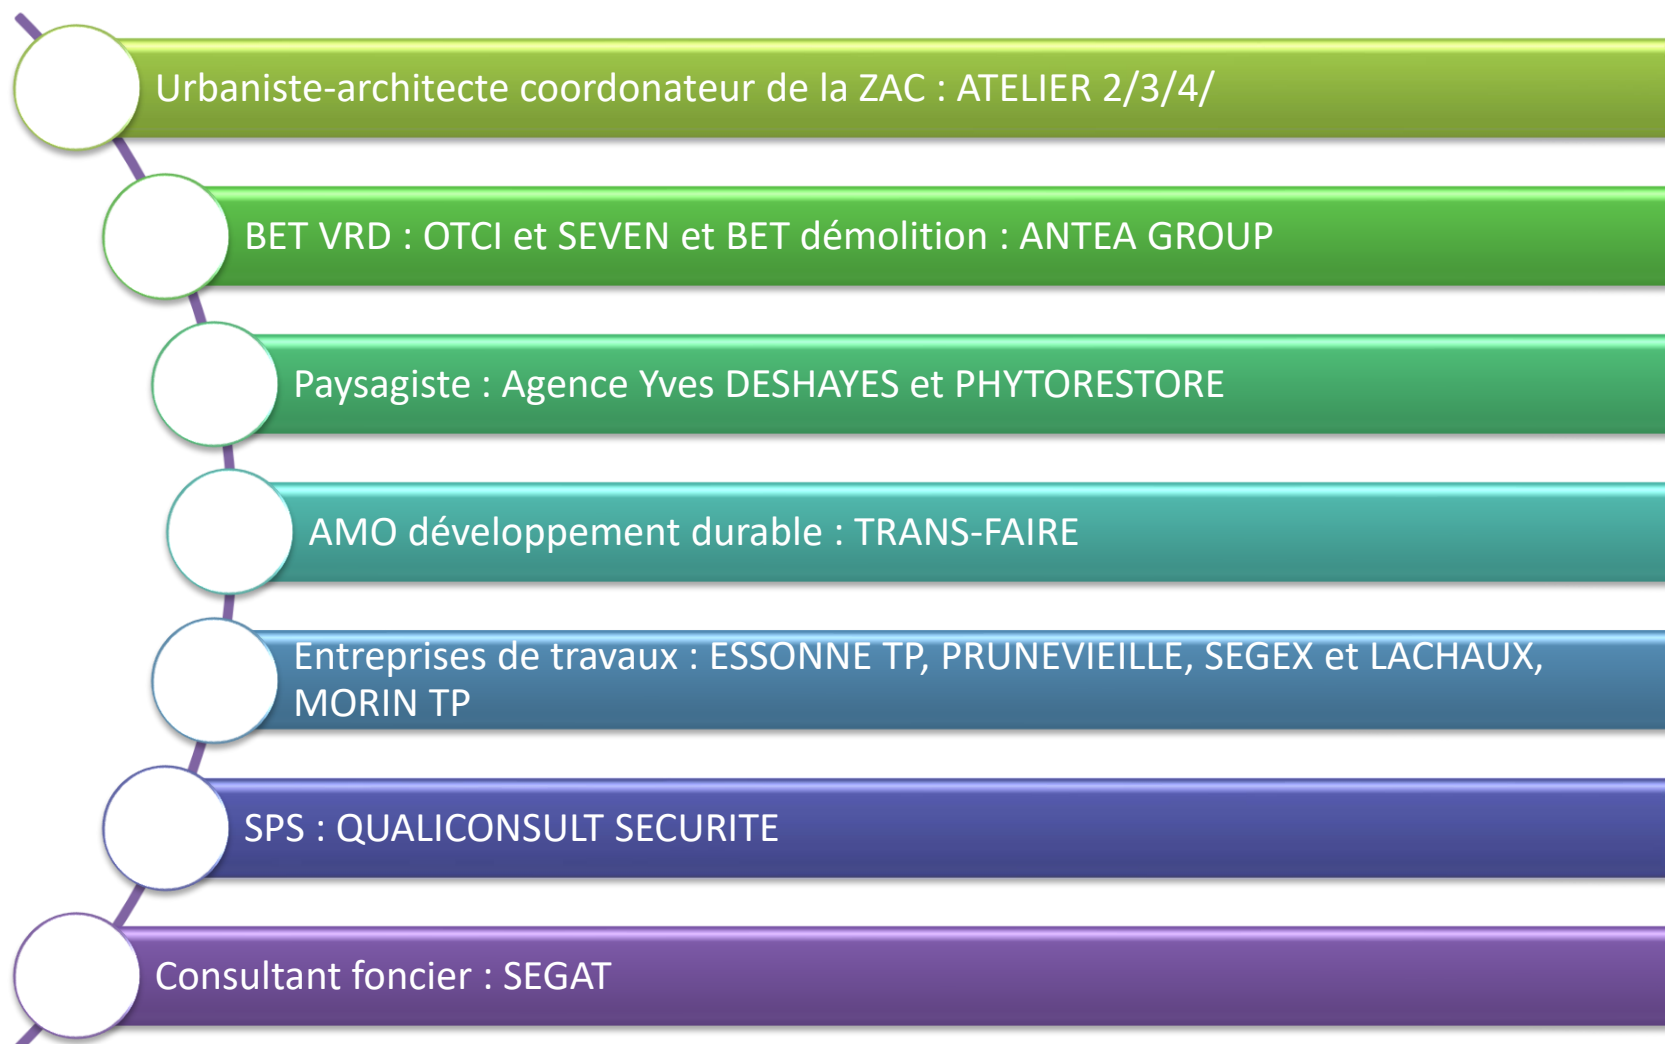 Urbaniste-architecte coordonateur de la ZAC : ATELIER 2/3/4/
BET VRD : OTCI et SEVEN et BET démolition : ANTEA GROUP
Paysagiste : Agence Yves DESHAYES et PHYTORESTORE
AMO développement durable : TRANS-FAIRE
Entreprises de travaux : ESSONNE TP, PRUNEVIEILLE, SEGEX et LACHAUX,
MORIN TP
SPS : QUALICONSULT SECURITE
Consultant foncier : SEGAT